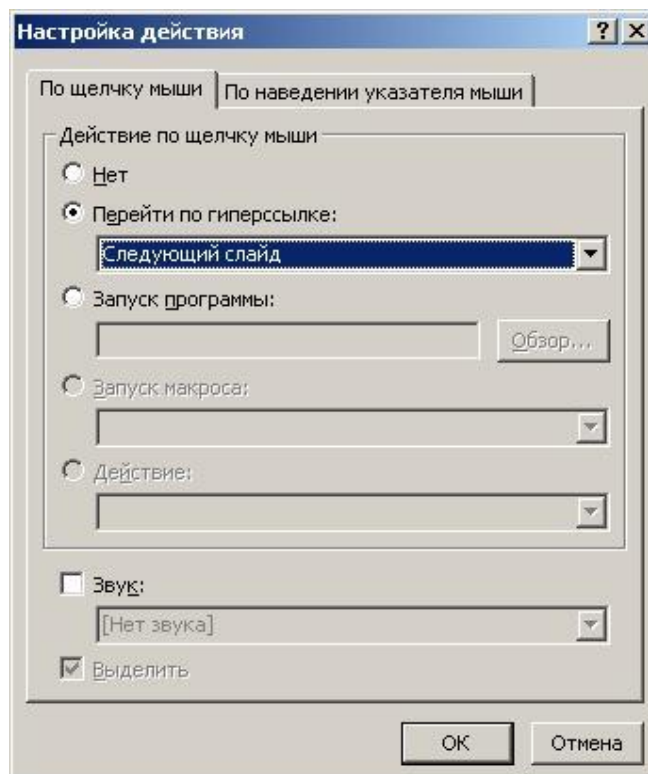 Настройка действия
По щелчку мыши
По наведении указателя мыши
Действие по щелчку мыши
Нет
Перейти по гиперссылке:
Следующий слайд
Запуск программы:
Обзор...
Запуск макроса:
Действие:
Звук:
[Нет звука]
Выделить
ОК
Отмена